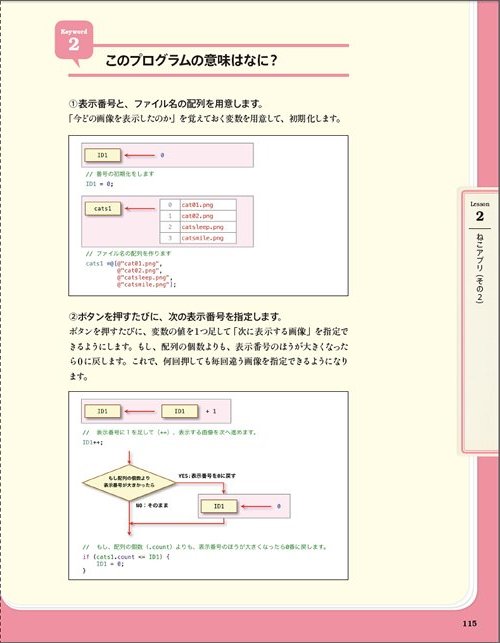 Keyword
2
このプログラムの意味はなに？
①表示番号と、ファイル名の配列を用意します。
「今どの画像を表示したのか」を覚えておく変数を用意して、初期化します。
ID1 0
// 番号の初期化をします
ID1 = 0;
cats1
0 cat01.png
1 cat02.png
2 catsleep.png
3 catsmile.png
// ファイル名の配列を作ります
cats1 =@[@"cat01.png",
@"cat02.png",
@"catsleep.png",
@"catsmile.png"];
②ボタンを押すたびに、次の表示番号を指定します。
ボタンを押すたびに、変数の値を1つ足して「次に表示する画像」を指定で
きるようにします。もし、配列の個数よりも、表示番号のほうが大きくなった
ら0に戻します。これで、何回押しても毎回違う画像を指定できるようになり
ます。
ID1 ID1 + 1
// 表示番号に1を足して（++）、表示する画像を次へ進めます。
ID1++;
もし配列の個数より
表示番号が大きかったら
YES:表示番号を0に戻す
NO：そのまま
ID1 0
// もし、配列の個数（.count）よりも、表示番号のほうが大きくなったら0番に戻します。
if (cats1.count <= ID1) {
ID1 = 0;
}
Lesson
2
ねこアプリ（その2）
115